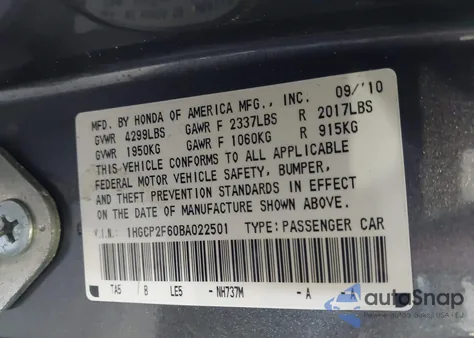 MFD. BY HONDA OF AMERICA MFG., INC. 09/'10
GVWR 4299LBS GAWR F 2337LBS R 2017LBS
GVWR 1950KG GAWR F 1060KG R 915KG
THIS VEHICLE CONFORMS TO ALL APPLICABLE
FEDERAL MOTOR VEHICLE SAFETY, BUMPER,
AND THEFT PREVENTION STANDARDS IN EFFECT
ON THE DATE OF MANUFACTURE SHOWN ABOVE.
V.I.N.: 1HGCP2F60BA022501 TYPE: PASSENGER CAR
TA5 / B LE5 -NH737M -A -A
autoSnap